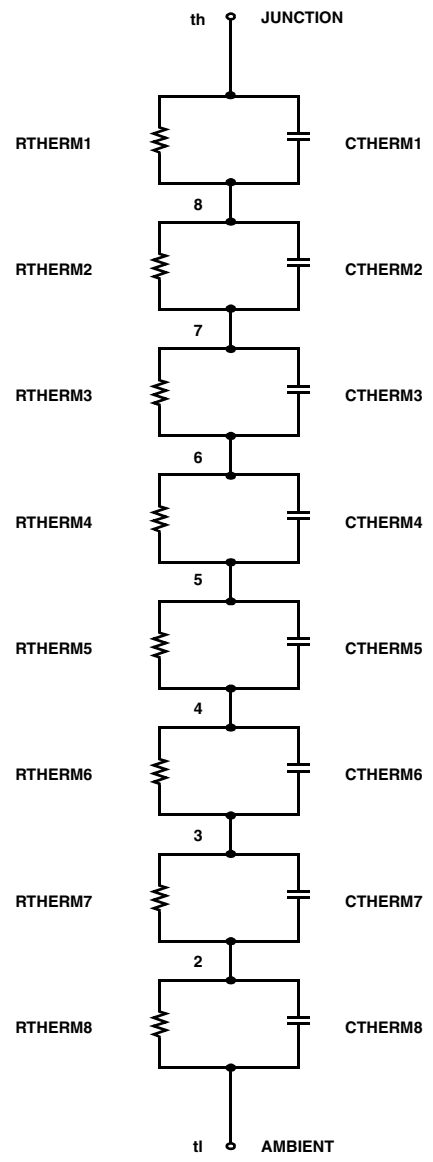 th JUNCTION
RTHERM1 CTHERM1
8
RTHERM2 CTHERM2
7
RTHERM3 CTHERM3
6
RTHERM4 CTHERM4
5
RTHERM5 CTHERM5
4
RTHERM6 CTHERM6
3
RTHERM7 CTHERM7
2
RTHERM8 CTHERM8
tl AMBIENT